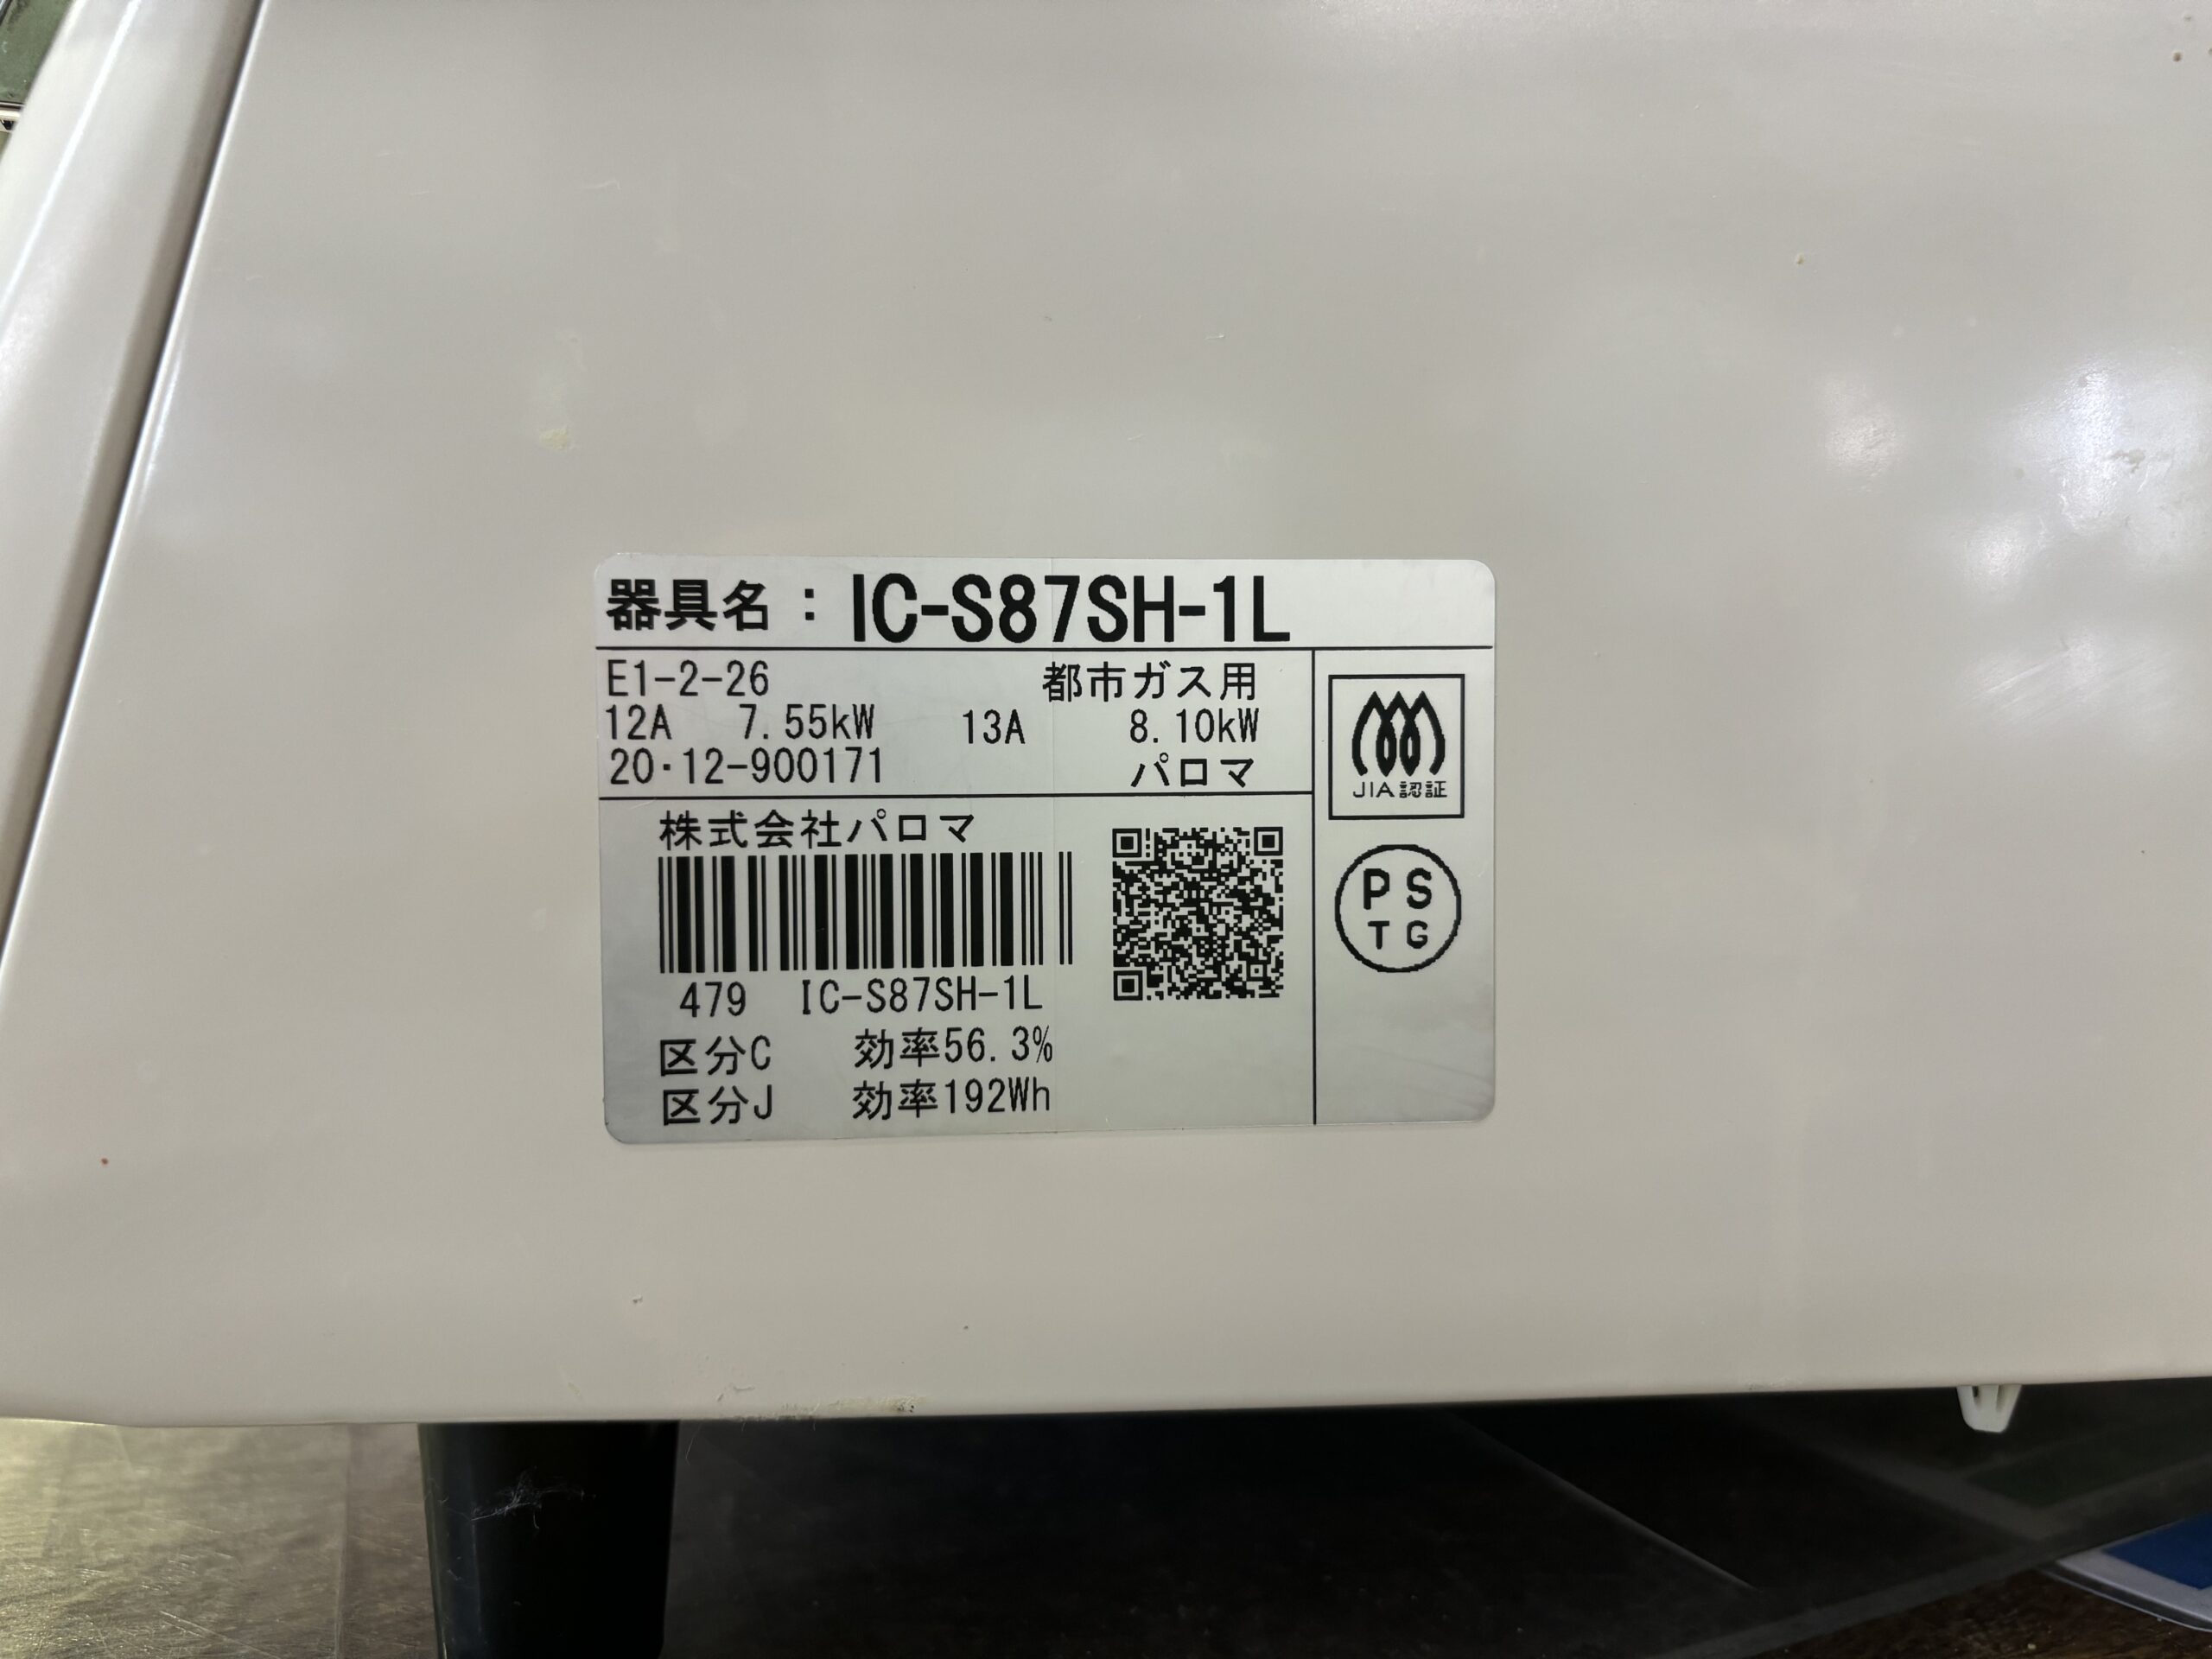 器具名：IC-S87SH-1L
E1-2-26 都市ガス用
12A 7.55kW 13A 8.10kW
20・12-900171 パロマ
JIA認証
株式会社パロマ
PS
TG
479 IC-S87SH-1L
区分C 効率56.3%
区分J 効率192Wh